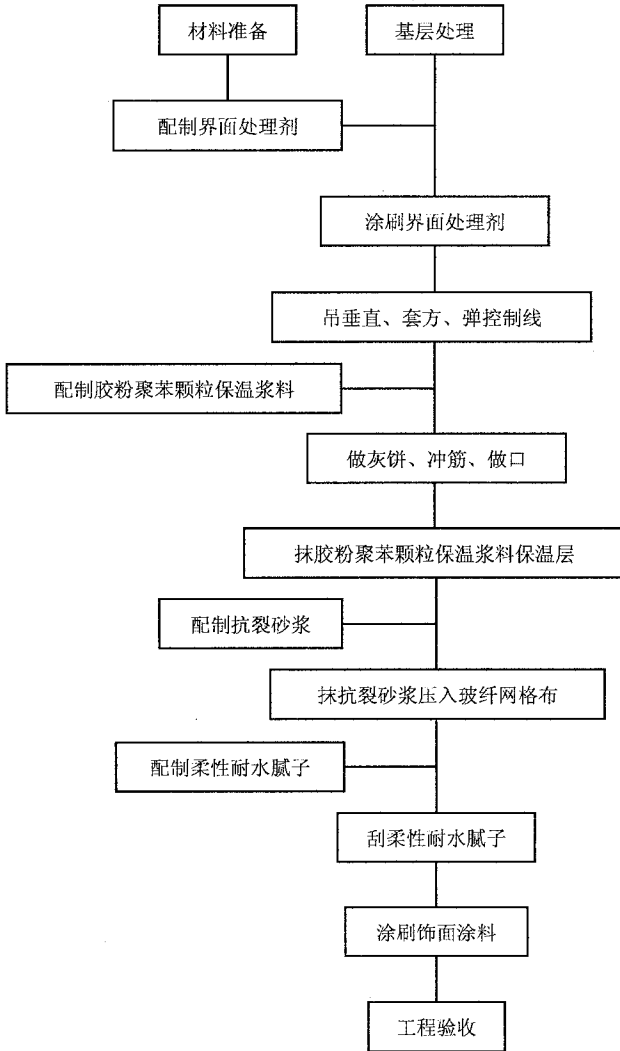 材料准备
基层处理
配制界面处理剂
涂刷界面处理剂
吊垂直、套方、弹控制线
配制胶粉聚苯颗粒保温浆料
做灰饼、冲筋、做口
抹胶粉聚苯颗粒保温浆料保温层
配制抗裂砂浆
抹抗裂砂浆压入玻纤网格布
配制柔性耐水腻子
刮柔性耐水腻子
涂刷饰面涂料
工程验收